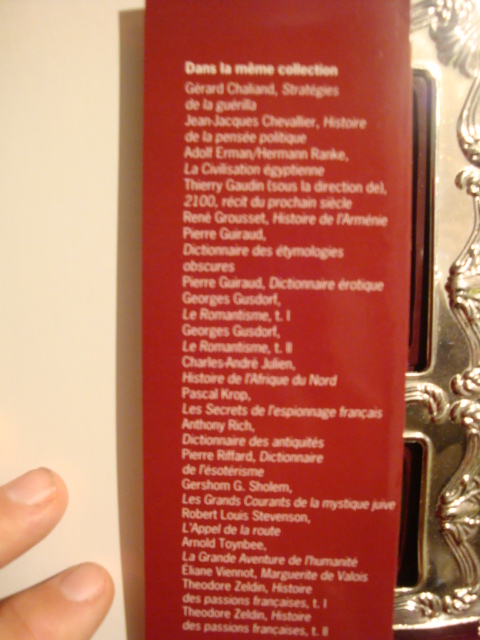 Dans la même collection
Gérard Chaliand, Stratégies
de la guérilla
Jean-Jacques Chevallier, Histoire
de la pensée politique
Adolf Erman/Hermann Ranke,
La Civilisation égyptienne
Thierry Gaudin (sous la direction de),
2100, récit du prochain siècle
René Grousset, Histoire de l'Arménie
Pierre Guiraud,
Dictionnaire des étymologies
obscures
Pierre Guiraud, Dictionnaire érotique
Georges Gusdorf,
Le Romantisme, t. I
Georges Gusdorf,
Le Romantisme, t. II
Charles-André Julien,
Histoire de l'Afrique du Nord
Pascal Krop,
Les Secrets de l'espionnage français
Anthony Rich,
Dictionnaire des antiquités
Pierre Riffard, Dictionnaire
de l'ésotérisme
Gershom G. Sholem,
Les Grands Courants de la mystique juive
Robert Louis Stevenson,
L'Appel de la route
Arnold Toynbee,
La Grande Aventure de l'humanité
Éliane Viennot, Marguerite de Valois
Theodore Zeldin, Histoire
des passions françaises, t. I
Theodore Zeldin, Histoire
des passions françaises, t. II